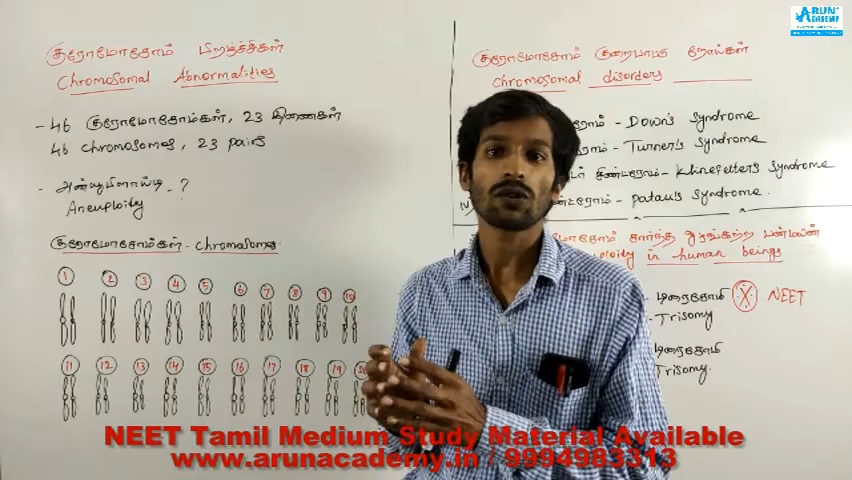 குரோமோசோம் பிறழ்ச்சிகள்
Chromosomal Abnormalities
- 46 குரோமோசோம்கள், 23 இணைகள்
46 chromosomes, 23 pairs
- அன்யூபிளாய்டி - ?
Aneuploidy
குரோமோசோம்கள் - chromosomes.
1 2 3 4 5 6 7 8 9 10
11 12 13 14 15 16 17 18 19
குரோமோசோம் குறைபாட்டு நோய்கள்
chromosomal disorders
- Down's Syndrome
- Turner's Syndrome
சிண்ட்ரோம் - Klinefelter's Syndrome
iv) - patau's Syndrome.
சார்ந்த
in human beings
டிரைசோமி X NEET
- Trisomy
டிரைசோமி
Trisomy.
ARUN ACADEMY
NEET Tamil Medium Study Material Available
www.arunacademy.in / 9994983313